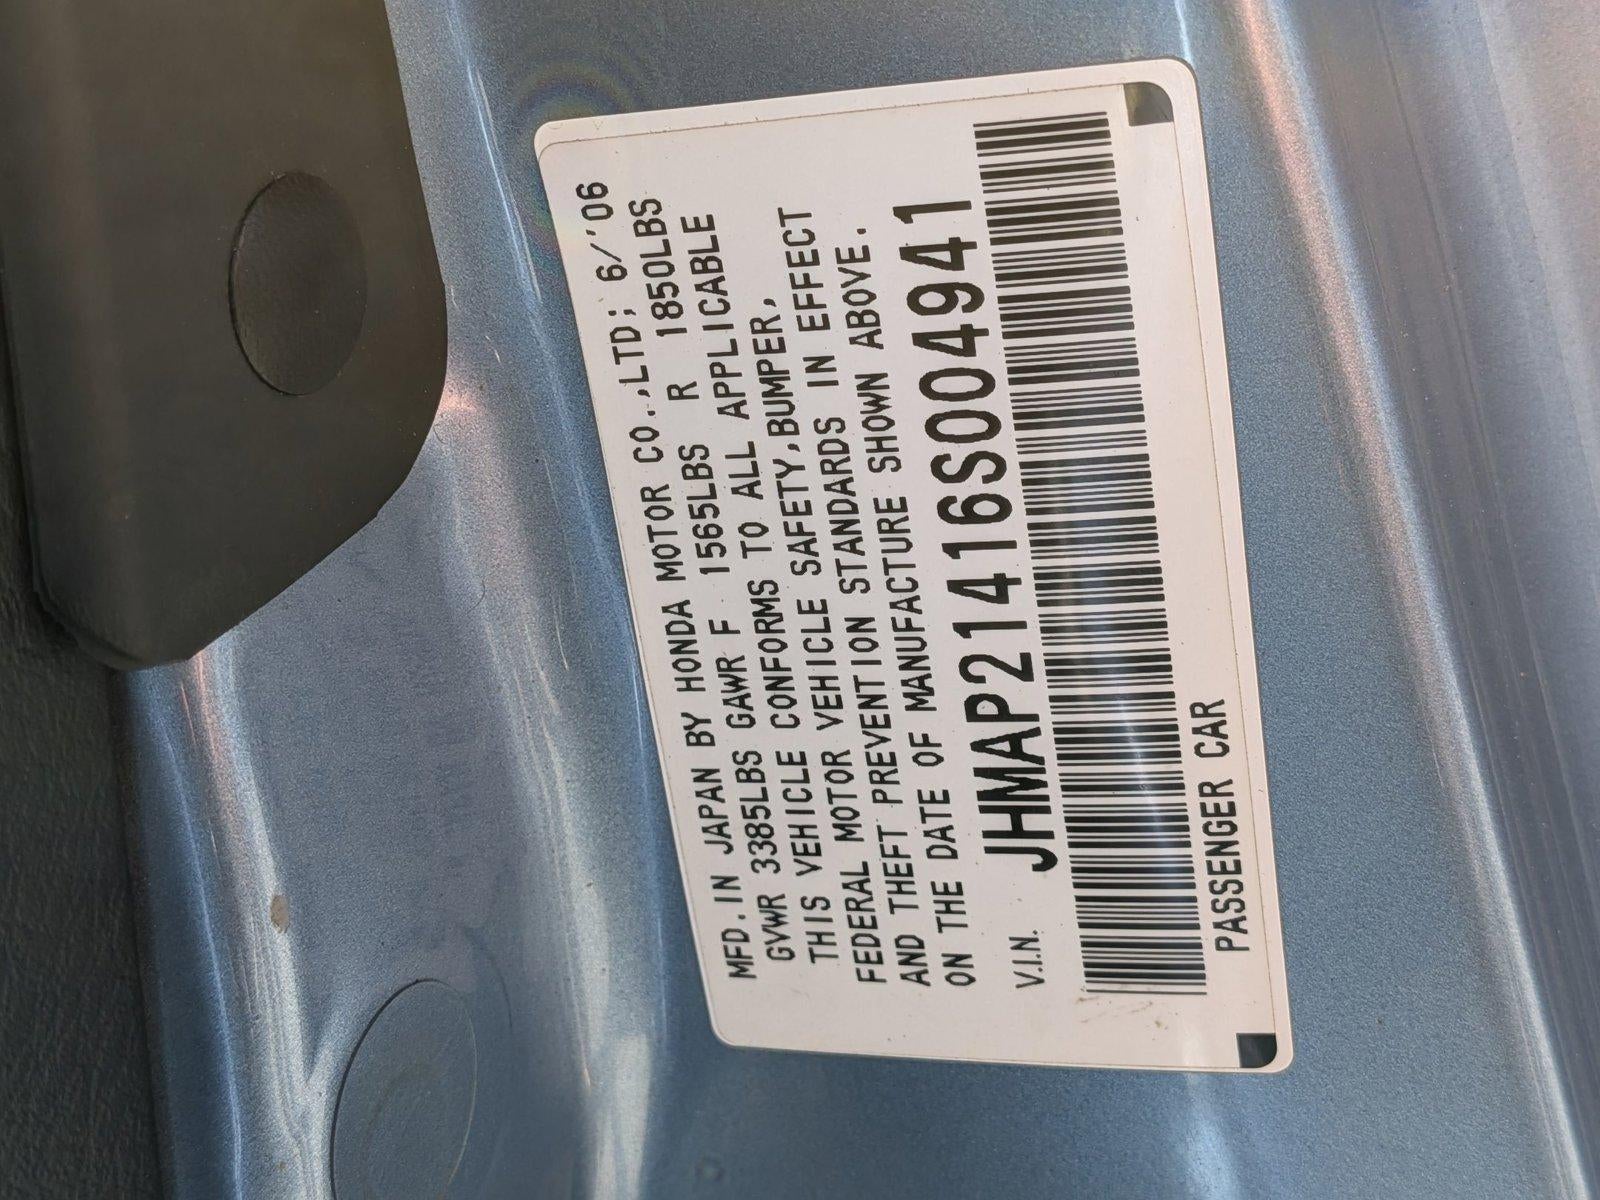 MFD.IN JAPAN BY HONDA MOTOR CO.,LTD; 6/'06
GVWR 3385LBS GAWR F 1565LBS R 1850LBS
THIS VEHICLE CONFORMS TO ALL APPLICABLE
FEDERAL MOTOR VEHICLE SAFETY,BUMPER,
AND THEFT PREVENTION STANDARDS IN EFFECT
ON THE DATE OF MANUFACTURE SHOWN ABOVE.
V.I.N. JHMAP21416S004941
PASSENGER CAR